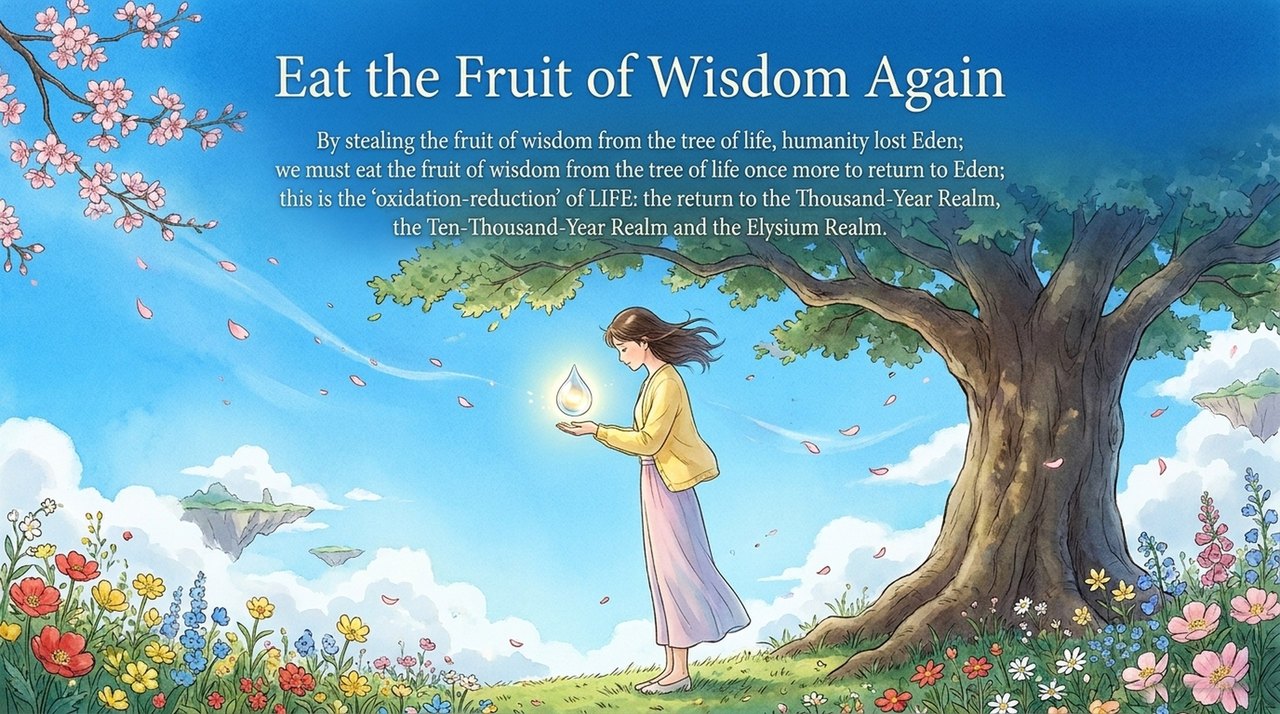 Eat the Fruit of Wisdom Again
By stealing the fruit of wisdom from the tree of life, humanity lost Eden;
we must eat the fruit of wisdom from the tree of life once more to return to Eden;
this is the ‘oxidation-reduction’ of LIFE: the return to the Thousand-Year Realm,
the Ten-Thousand-Year Realm and the Elysium Realm.